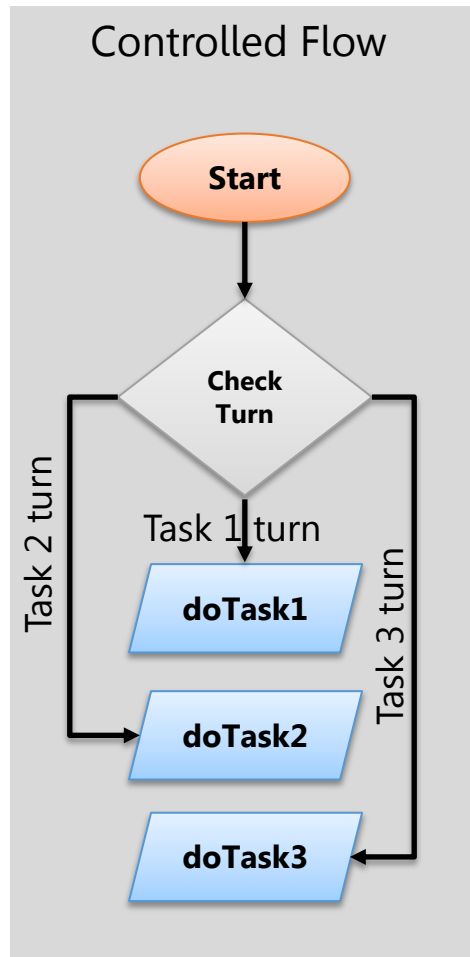 Controlled Flow
Start
Check
Turn
Task 1 turn
Task 2 turn
Task 3 turn
doTask1
doTask2
doTask3